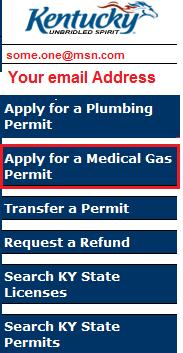 Kentucky
UNBRIDLED SPIRIT
some.one@msn.com
Your email Address
Apply for a Plumbing
Permit
Apply for a Medical Gas
Permit
Transfer a Permit
Request a Refund
Search KY State
Licenses
Search KY State
Permits